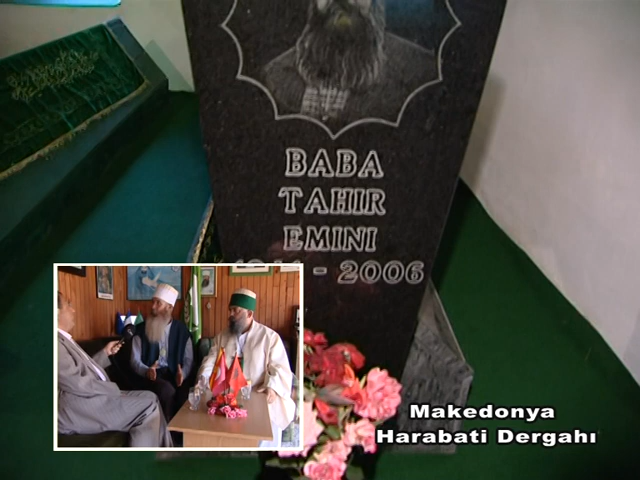 BABA
TAHIR
EMINI
- 2006
Makedonya
Harabati Dergahı